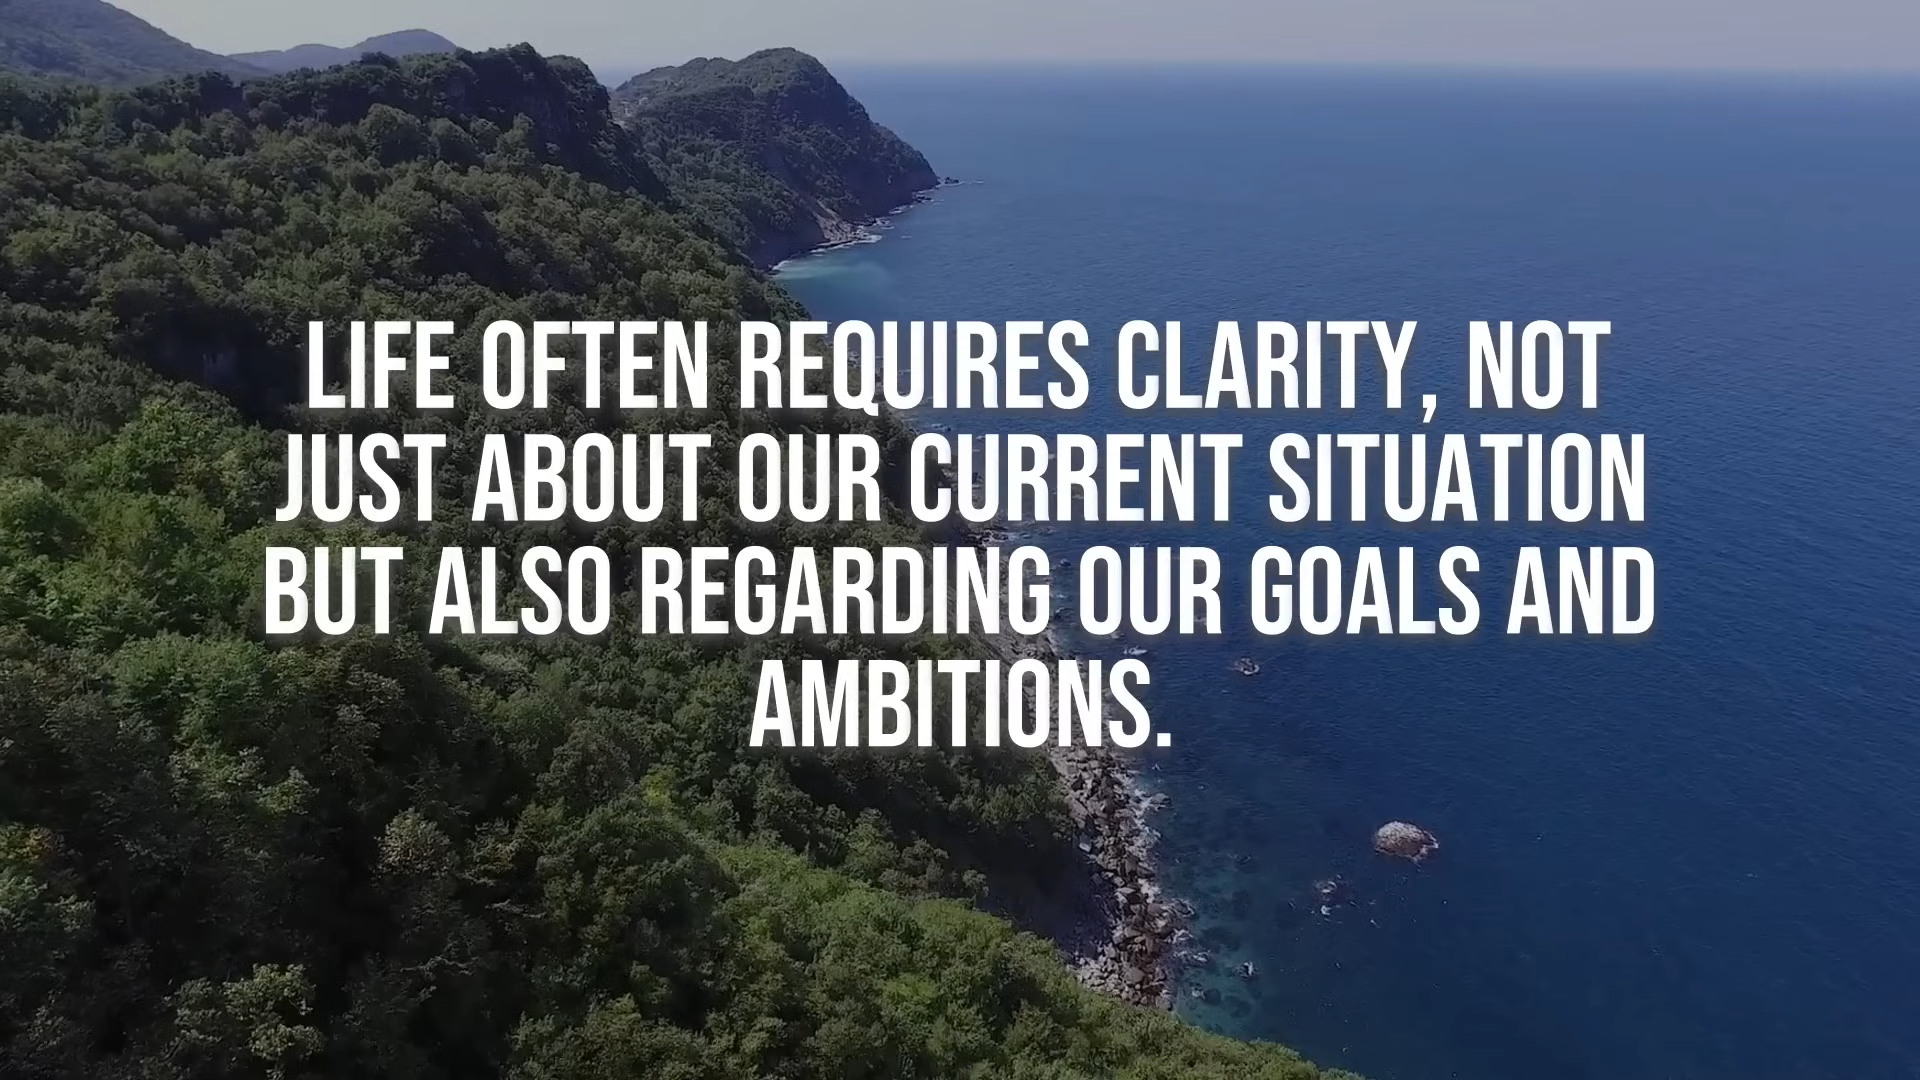 LIFE OFTEN REQUIRES CLARITY, NOT
JUST ABOUT OUR CURRENT SITUATION
BUT ALSO REGARDING OUR GOALS AND
AMBITIONS.